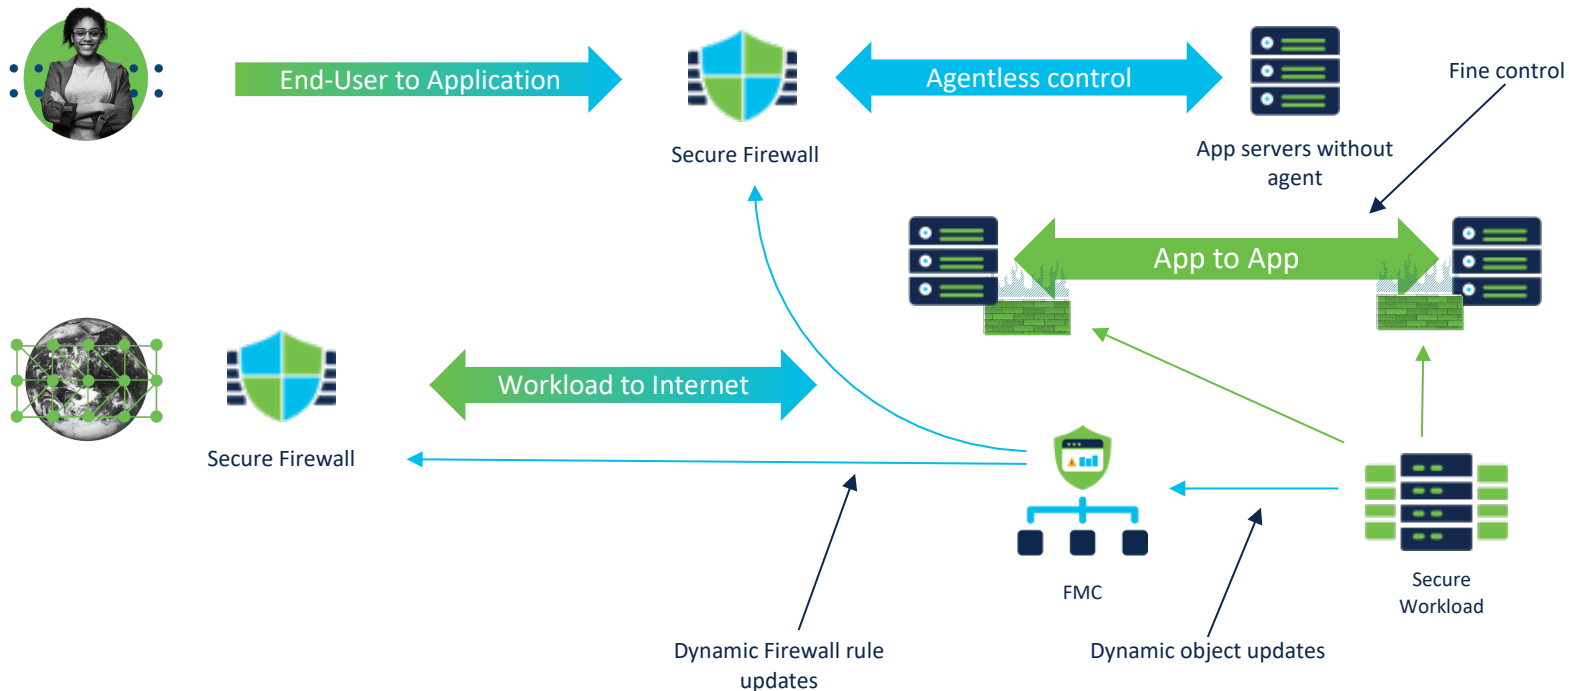 End-User to Application
Agentless control
Fine control
Secure Firewall
App servers without
agent
App to App
Workload to Internet
Secure Firewall
FMC
Secure
Workload
Dynamic Firewall rule
updates
Dynamic object updates